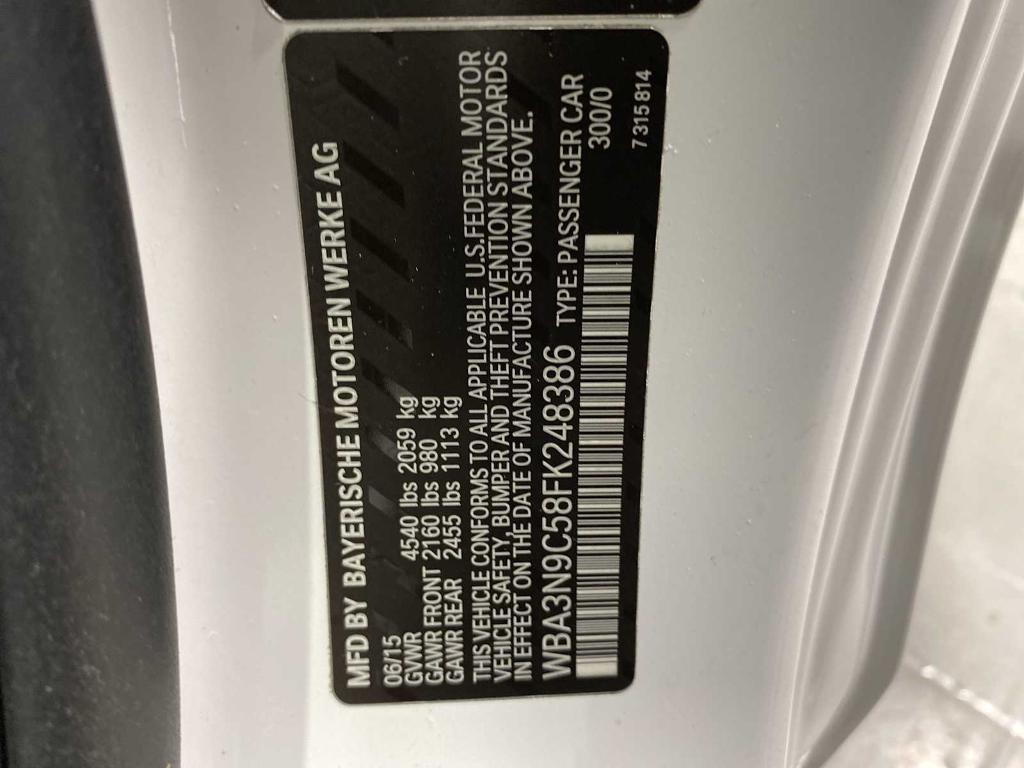 MFD BY BAYERISCHE MOTOREN WERKE AG
06/15
GVWR 4540 lbs 2059 kg
GAWR FRONT 2160 lbs 980 kg
GAWR REAR 2455 lbs 1113 kg
THIS VEHICLE CONFORMS TO ALL APPLICABLE U.S.FEDERAL MOTOR
VEHICLE SAFETY, BUMPER AND THEFT PREVENTION STANDARDS
IN EFFECT ON THE DATE OF MANUFACTURE SHOWN ABOVE.
WBA3N9C58FK248386 TYPE: PASSENGER CAR
300/0
7 315 814